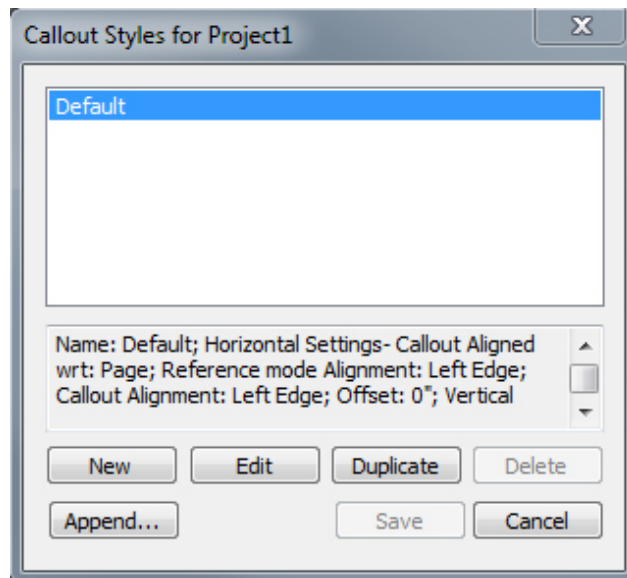 Callout Styles for Project1
Default
Name: Default; Horizontal Settings- Callout Aligned
wrt: Page; Reference mode Alignment: Left Edge;
Callout Alignment: Left Edge; Offset: 0"; Vertical
New Edit Duplicate Delete
Append... Save Cancel